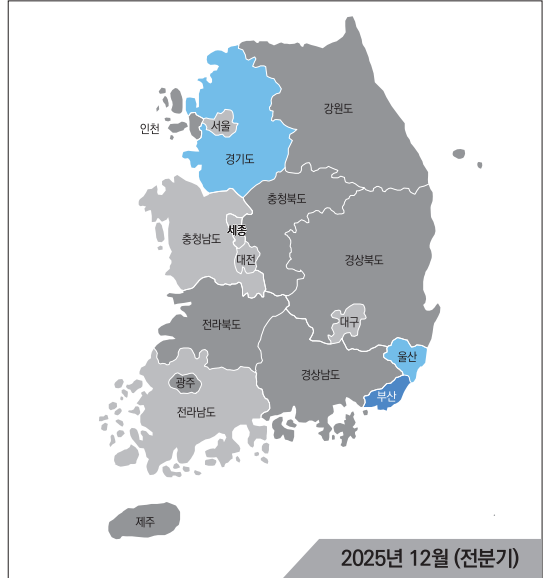 강원도
서울
인천
경기도
충청북도
세종
충청남도
대전
경상북도
대구
전라북도
울산
경상남도
광주
부산
전라남도
제주
2025년 12월 (전분기)